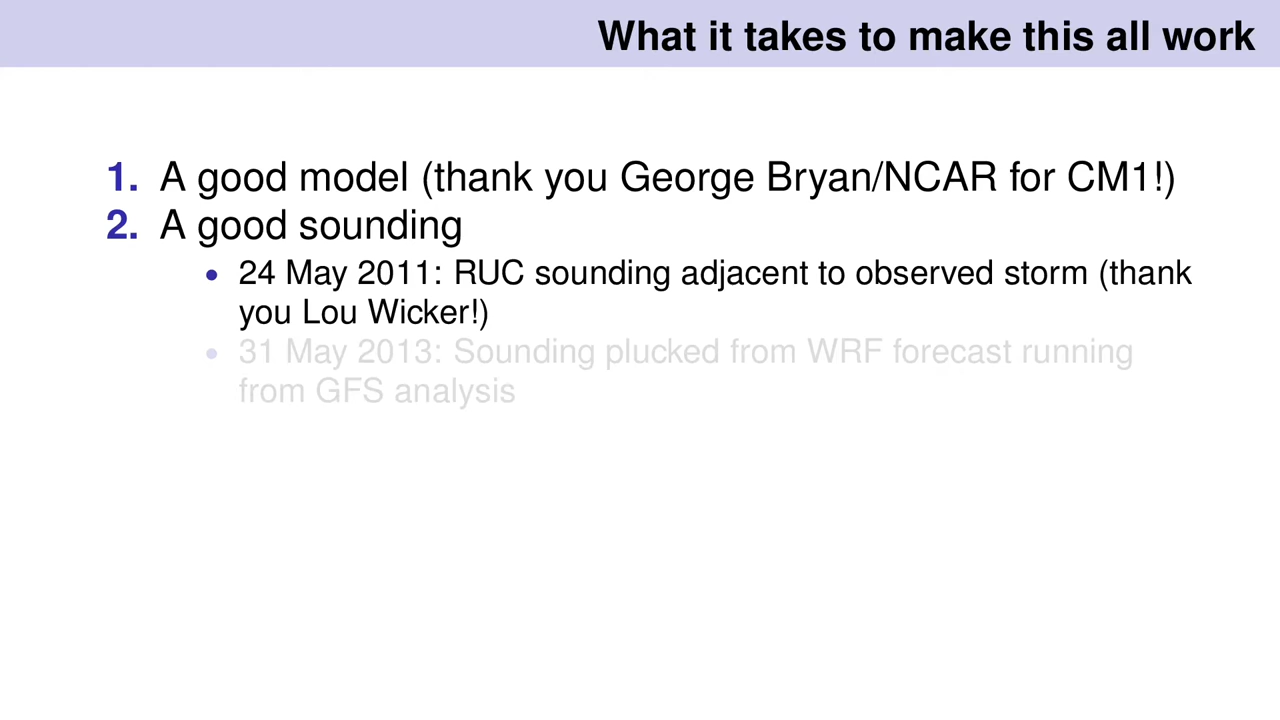 What it takes to make this all work
1. A good model (thank you George Bryan/NCAR for CM1!)
2. A good sounding
• 24 May 2011: RUC sounding adjacent to observed storm (thank
you Lou Wicker!)
• 31 May 2013: Sounding plucked from WRF forecast running
from GFS analysis